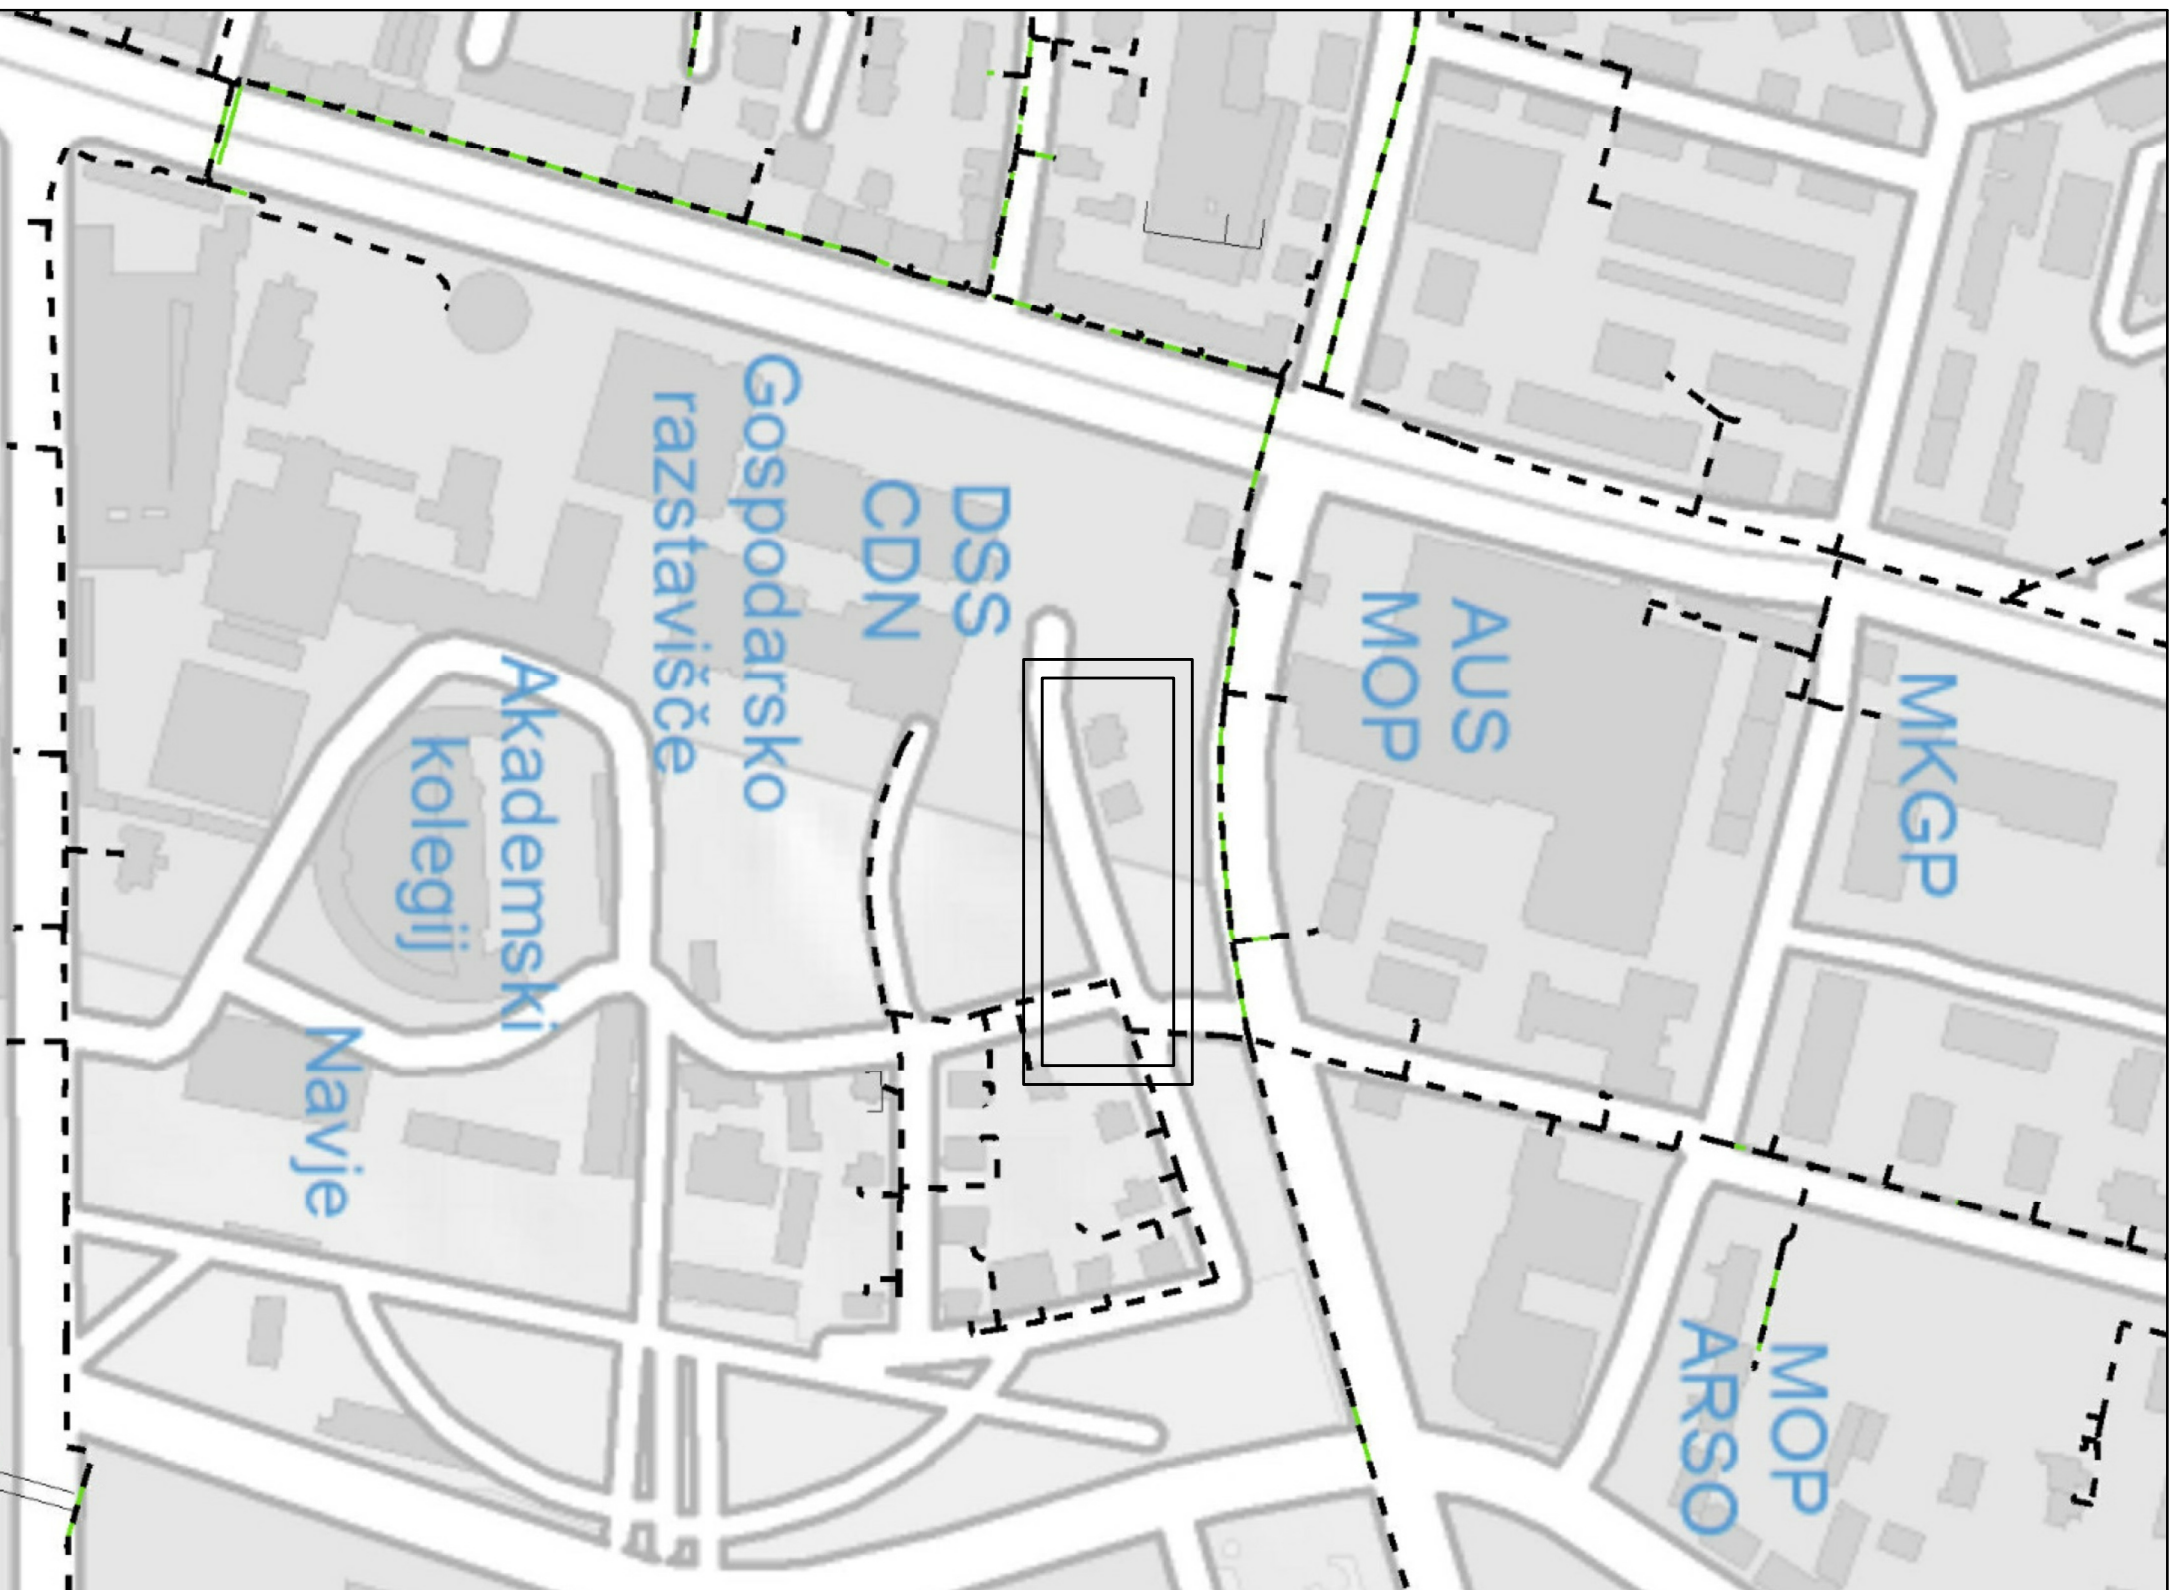 Gospodarsko
razstavišče
DSS
CDN
AUS
MOP
MKGP
Akademski
kolegij
Navje
MOP
ARSO